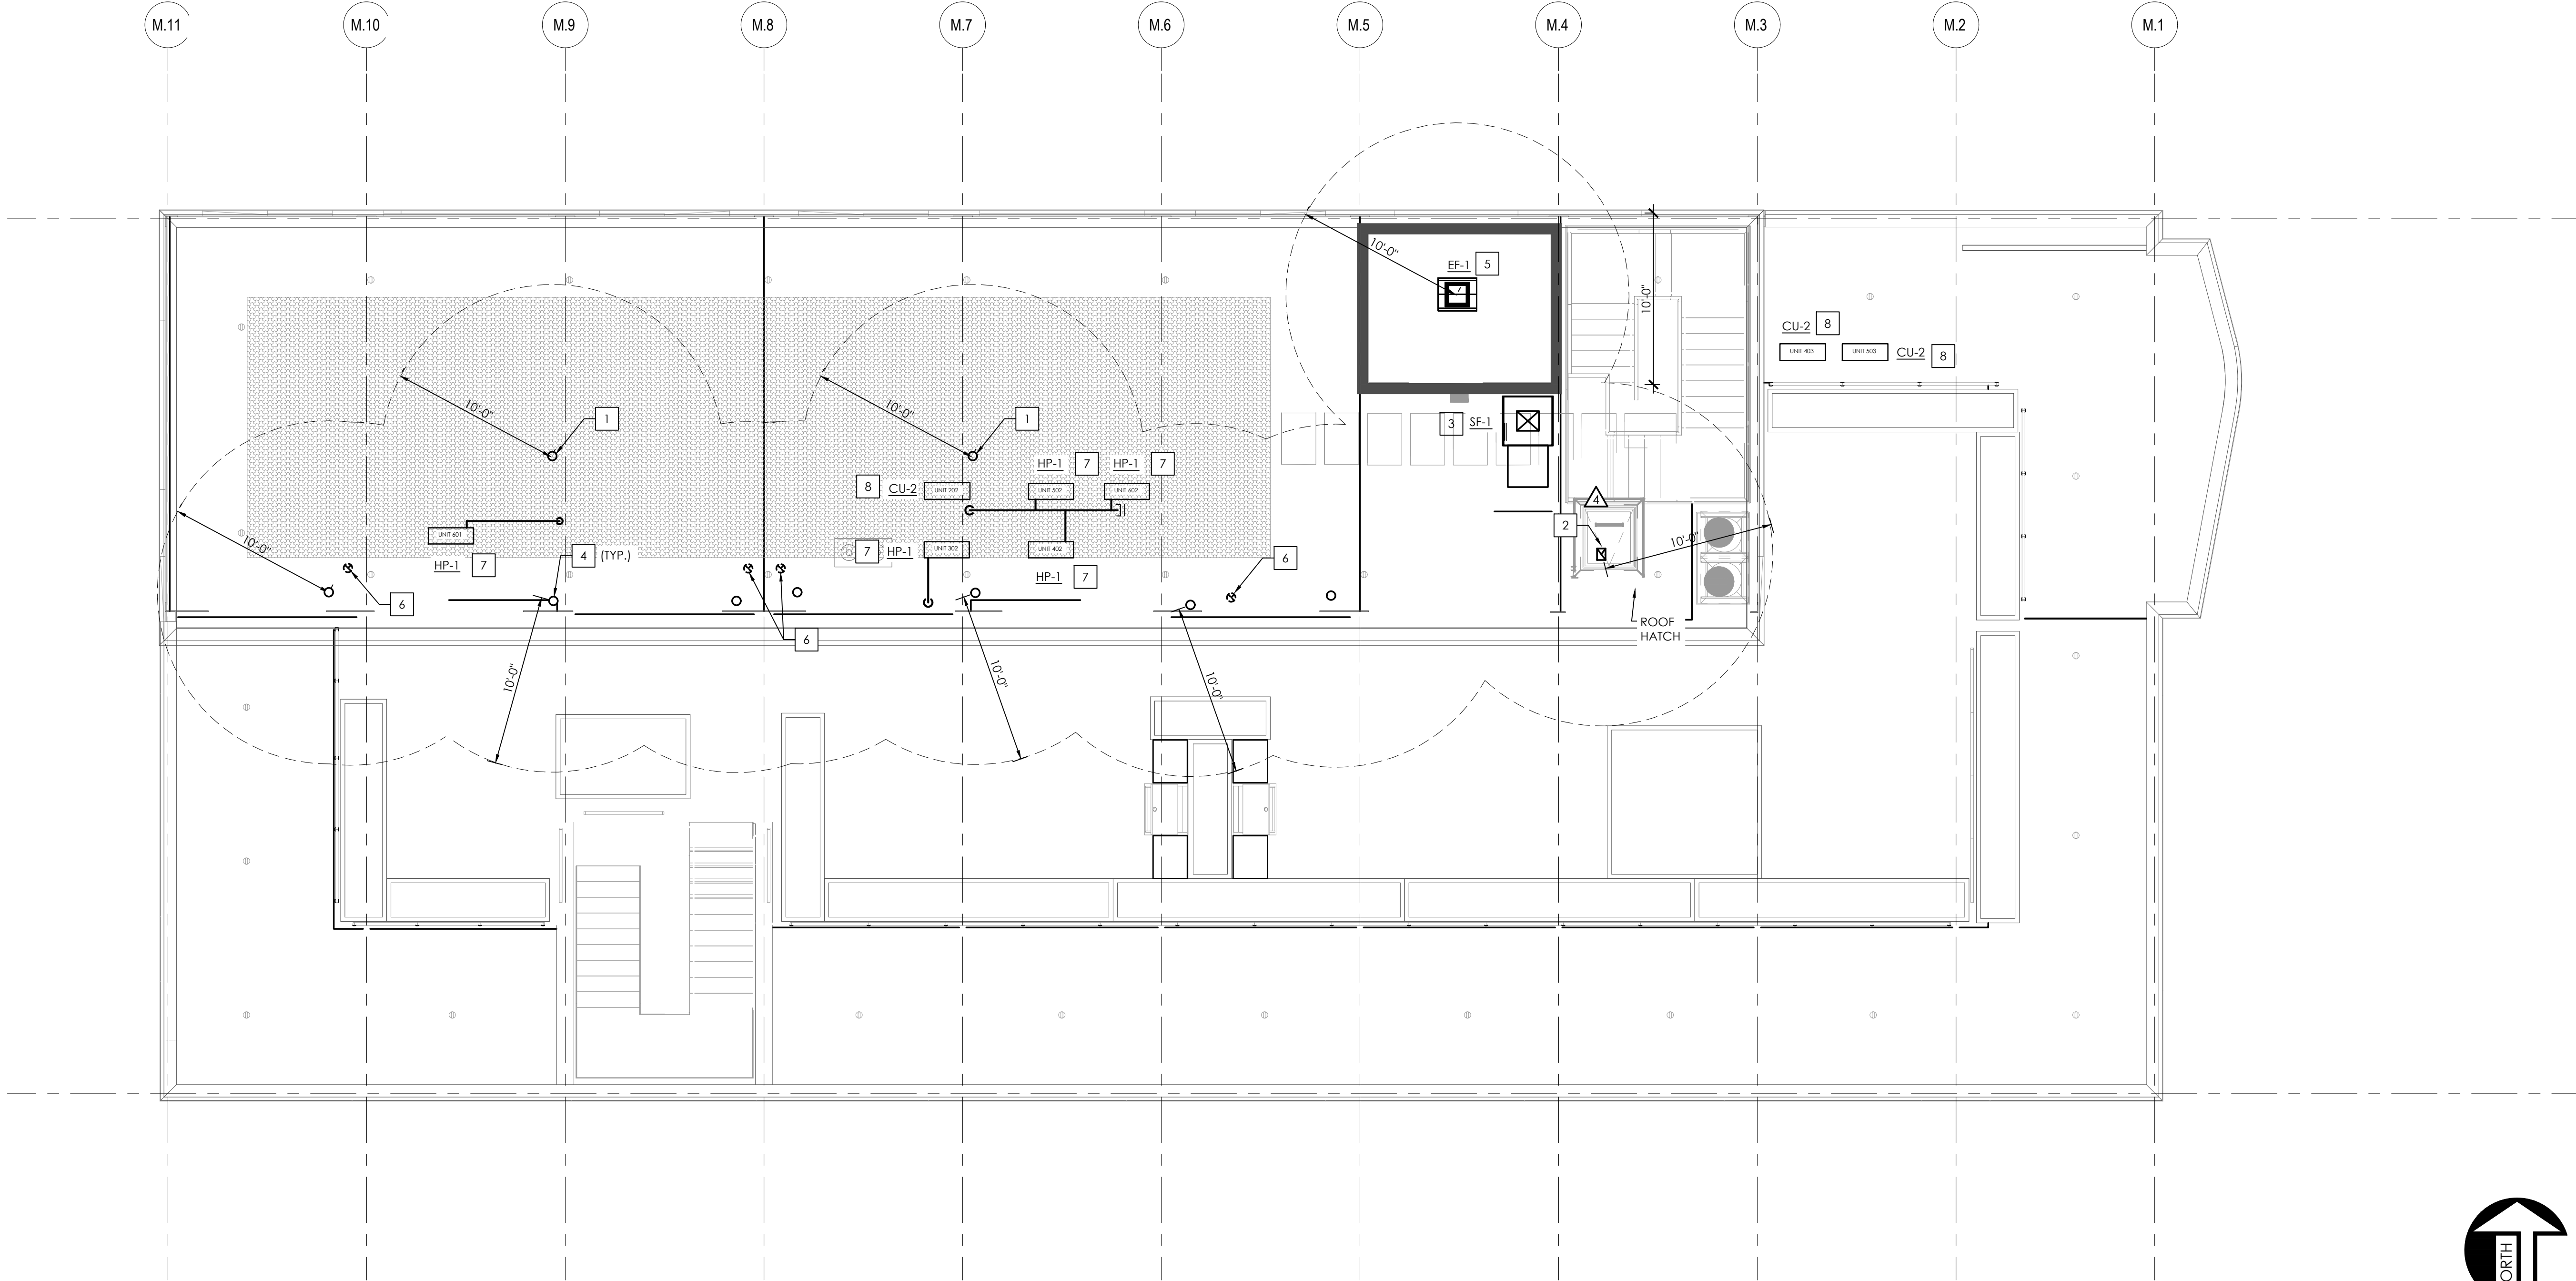 M.11
M.10
M.9
M.8
M.7
M.6
M.5
M.4
M.3
M.2
M.1
10'-0"
EF-1 5
10'-0"
CU-2 8
UNIT 403
UNIT 503
CU-2 8
10'-0"
1
10'-0"
1
3 SF-1
HP-1 7
HP-1 7
8 CU-2
UNIT 202
UNIT 502
UNIT 602
4
2
10'-0"
UNIT 601
HP-1 7
10'-0"
4 (TYP.)
7 HP-1
UNIT 302
UNIT 402
HP-1 7
6
6
6
ROOF
HATCH
10'-0"
10'-0"
10'-0"